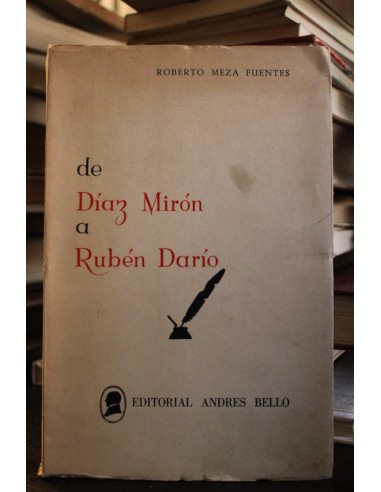 ROBERTO MEZA FUENTES
de
Díaz Mirón
a
Rubén Darío
EDITORIAL ANDRES BELLO